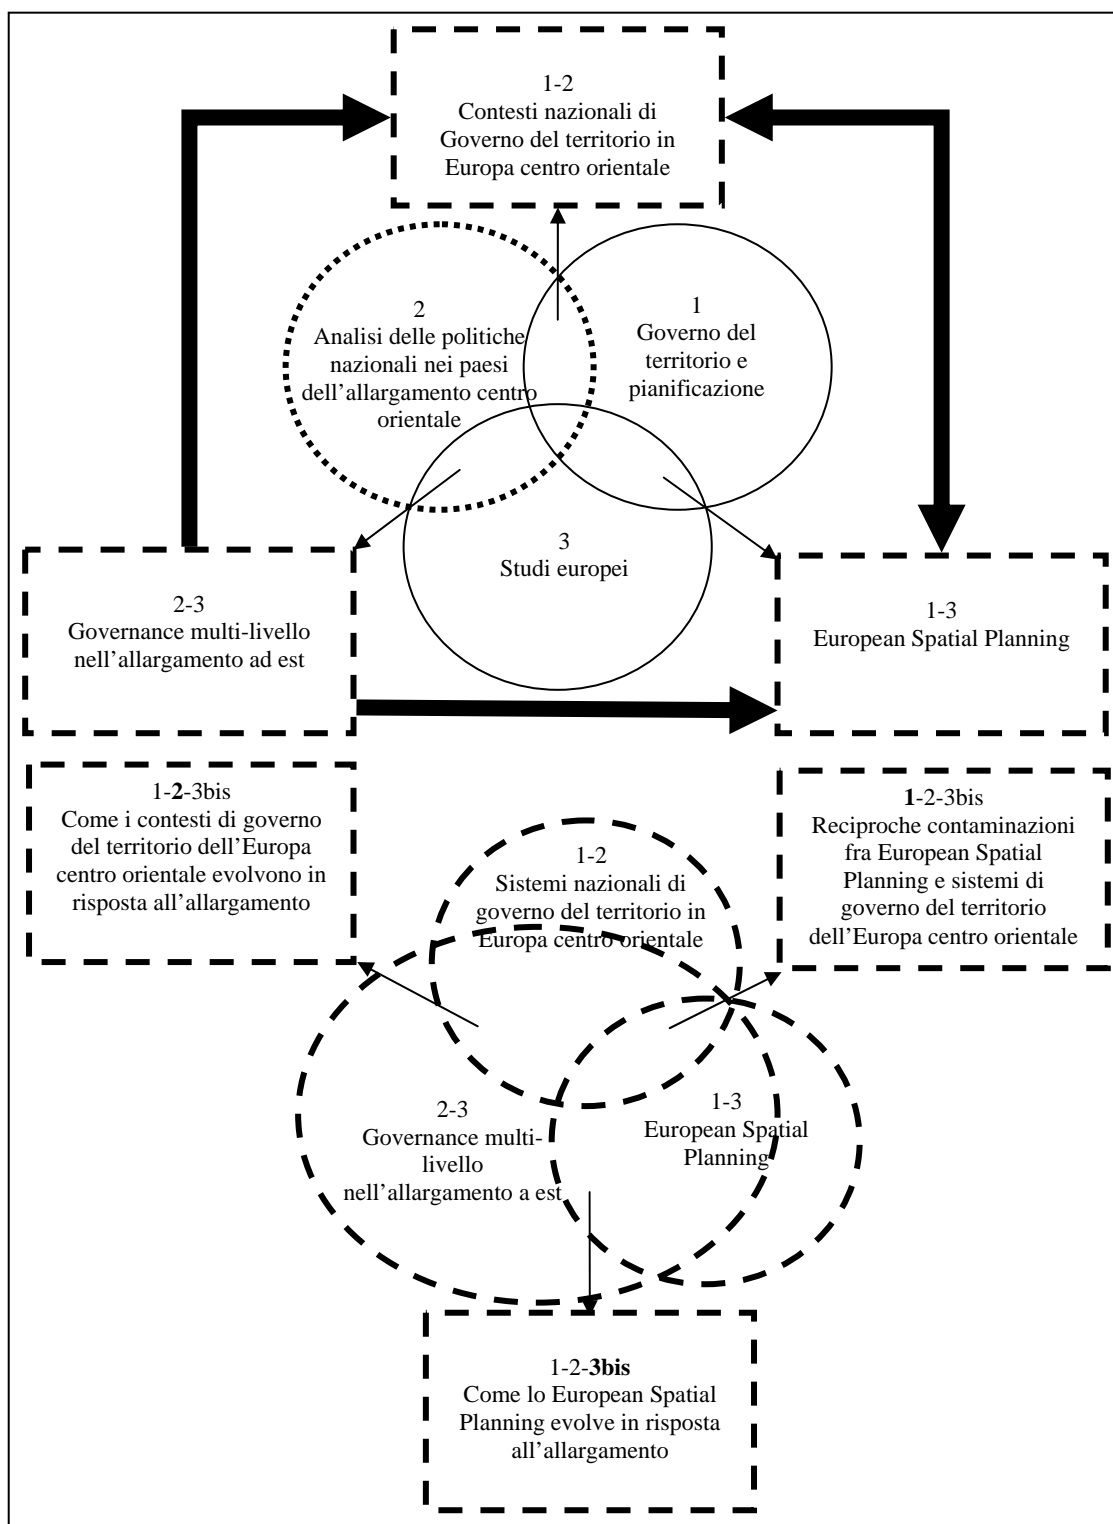 1-2
Contesti nazionali di
Governo del territorio in
Europa centro orientale
2
Analisi delle politiche
nazionali nei paesi
dell’allargamento centro
orientale
1
Governo del
territorio e
pianificazione
3
Studi europei
2-3
Governance multi-livello
nell’allargamento ad est
1-3
European Spatial Planning
1-2-3bis
Come i contesti di governo
del territorio dell’Europa
centro orientale evolvono in
risposta all’allargamento
1-2-3bis
Reciproche contaminazioni
fra European Spatial
Planning e sistemi di
governo del territorio
dell’Europa centro orientale
1-2
Sistemi nazionali di
governo del territorio in
Europa centro orientale
2-3
Governance multi-
livello
nell’allargamento a est
1-3
European Spatial
Planning
1-2-3bis
Come lo European Spatial
Planning evolve in risposta
all’allargamento